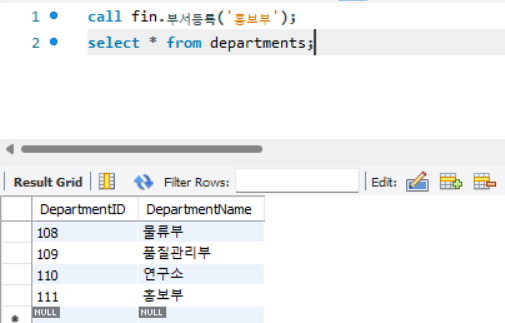 1 call fin.부서등록('홍보부');
2 select * from departments;
Result Grid Filter Rows: Edit:
DepartmentID DepartmentName
108 물류부
109 품질관리부
110 연구소
111 홍보부
NULL NULL